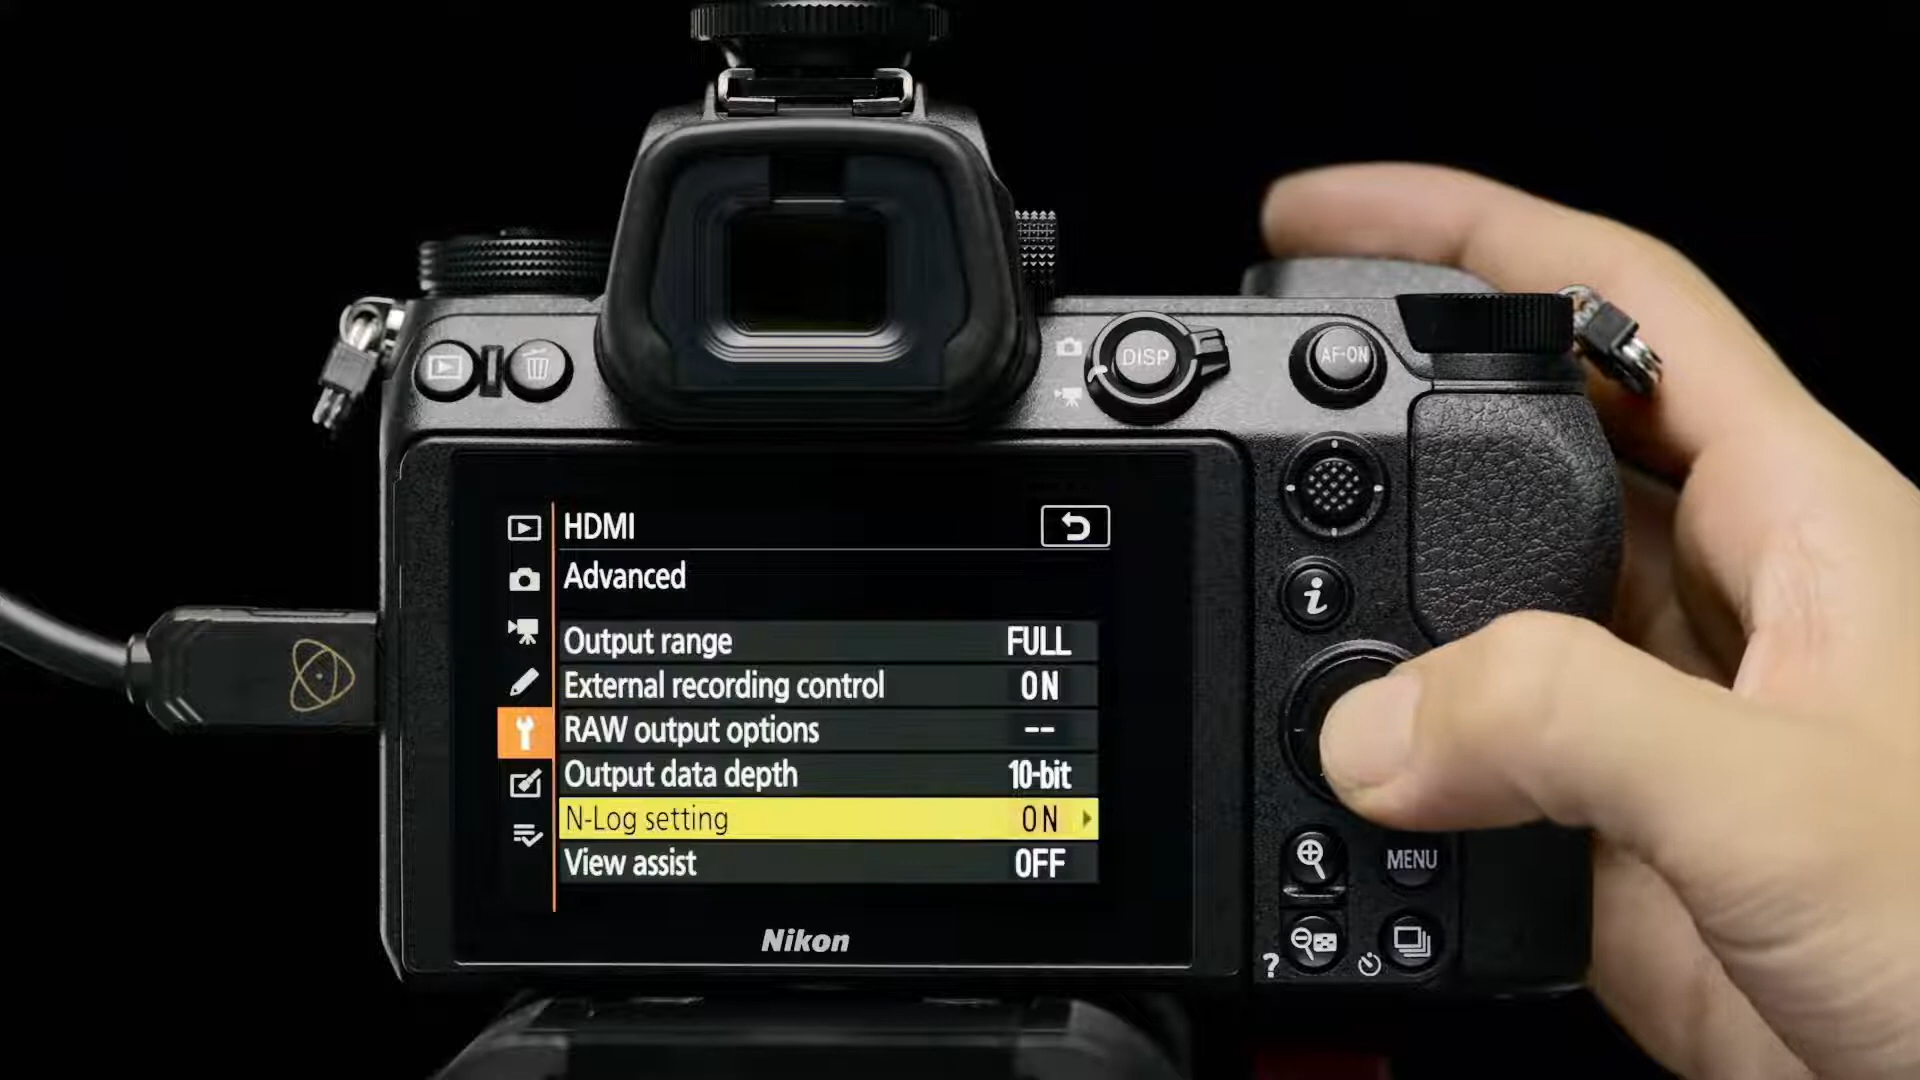 DISP
AF-ON
HDMI
Advanced
Output range FULL
External recording control ON
RAW output options --
Output data depth 10-bit
N-Log setting ON
View assist OFF
i
MENU
Nikon
?